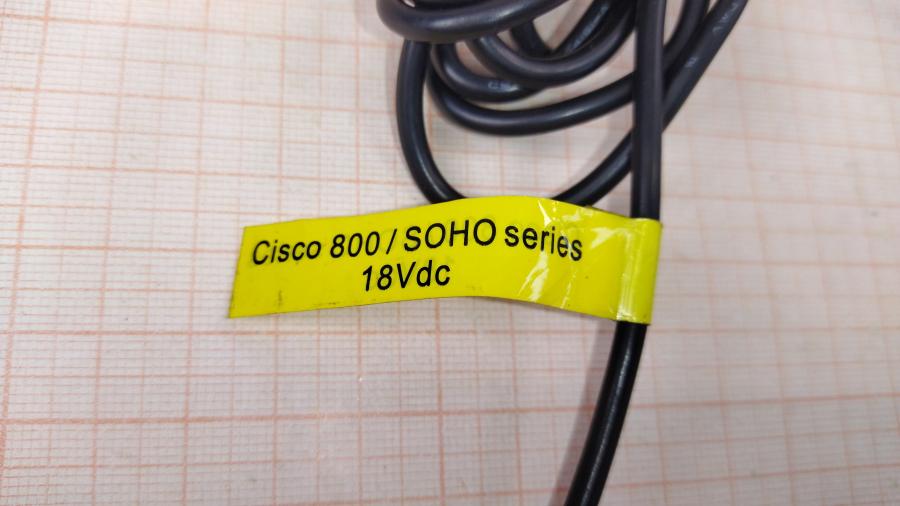 Cisco 800 / SOHO series
18Vdc